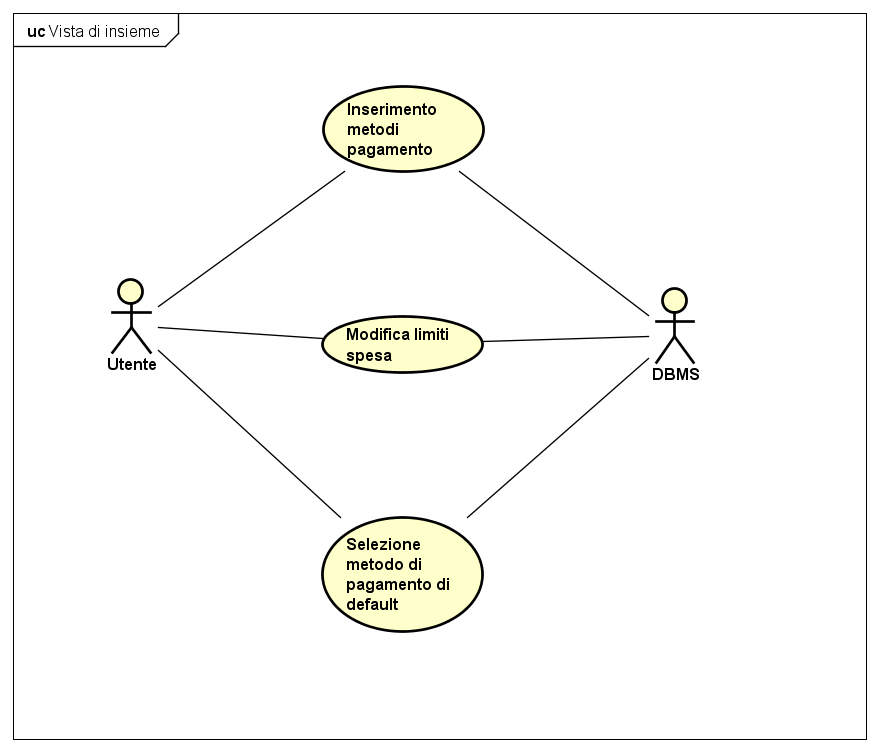 uc Vista di insieme
Inserimento
metodi
pagamento
Utente
Modifica limiti
spesa
DBMS
Selezione
metodo di
pagamento di
default